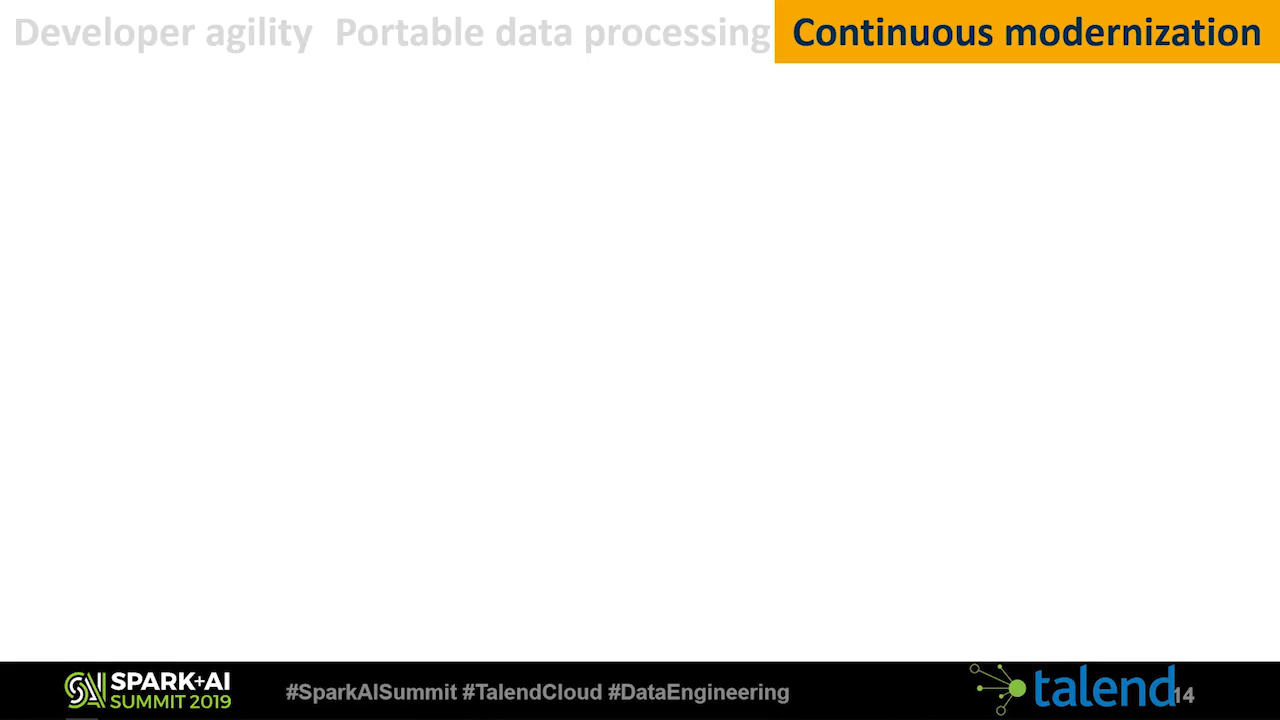 Developer agility Portable data processing Continuous modernization
SPARK+AI
SUMMIT 2019
#SparkAISummit #TalendCloud #DataEngineering
talend
14